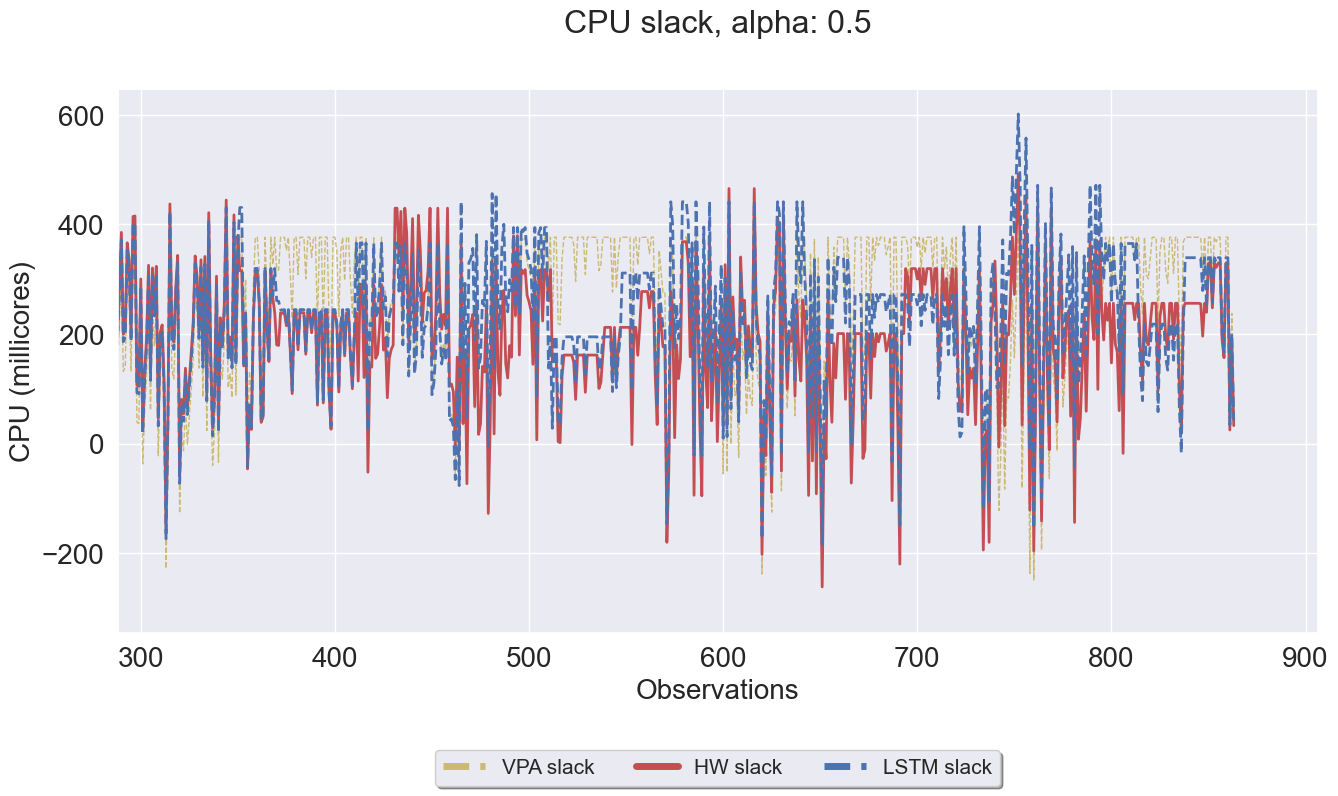 CPU slack, alpha: 0.5
600
400
200
0
−200
CPU (millicores)
300 400 500 600 700 800 900
Observations
VPA slack HW slack LSTM slack